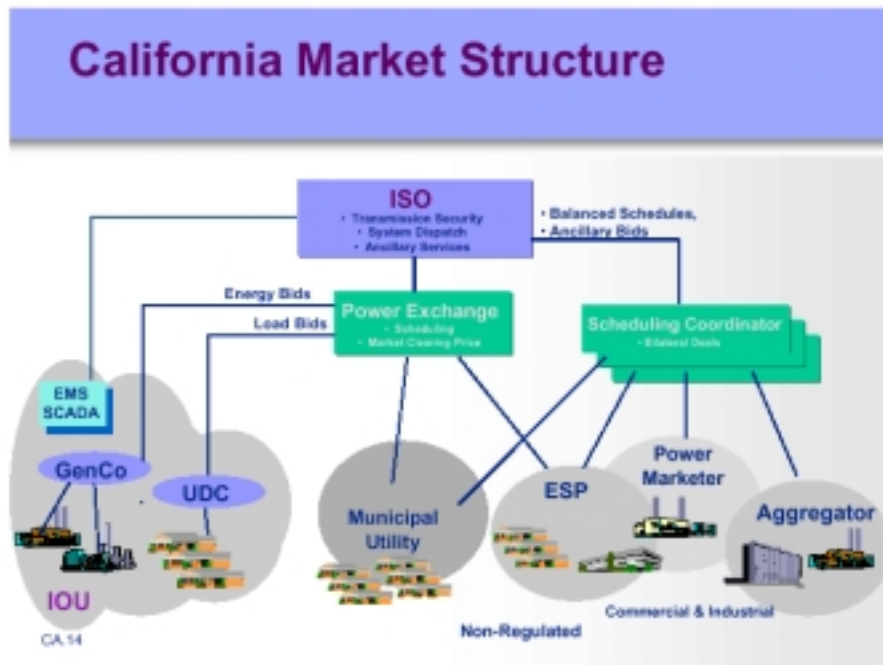 California Market Structure
ISO
• Transmission Security
• System Dispatch
• Ancillary Services
• Balanced Schedules,
• Ancillary Bids
Energy Bids
Load Bids
Power Exchange
• Scheduling
• Market Clearing Price
Scheduling Coordinator
• Bilateral Deals
EMS
SCADA
GenCo
UDC
IOU
Municipal
Utility
ESP
Power
Marketer
Aggregator
Commercial & Industrial
Non-Regulated
CA.14